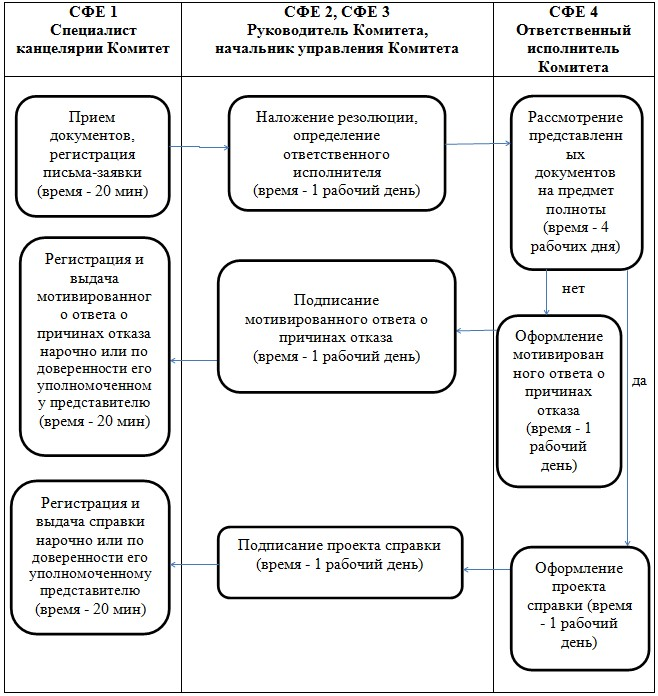 СФЕ 1
Специалист
канцелярии Комитет
СФЕ 2, СФЕ 3
Руководитель Комитета,
начальник управления Комитета
СФЕ 4
Ответственный
исполнитель
Комитета
Прием
документов,
регистрация
письма-заявки
(время - 20 мин)
Наложение резолюции,
определение
ответственного
исполнителя
(время - 1 рабочий день)
Рассмотрение
представленн
ых
документов
на предмет
полноты
(время - 4
рабочих дня)
Регистрация и
выдача
мотивированног
о ответа о
причинах отказа
нарочно или по
доверенности его
уполномоченном
у представителю
(время - 20 мин)
Подписание
мотивированного ответа о
причинах отказа
(время - 1 рабочий день)
нет
Оформление
мотивирован
ного ответа о
причинах
отказа
(время - 1
рабочий
день)
да
Регистрация и
выдача справки
нарочно или по
доверенности его
уполномоченному
представителю
(время - 20 мин)
Подписание проекта справки
(время - 1 рабочий день)
Оформление
проекта
справки (время
- 1 рабочий
день)